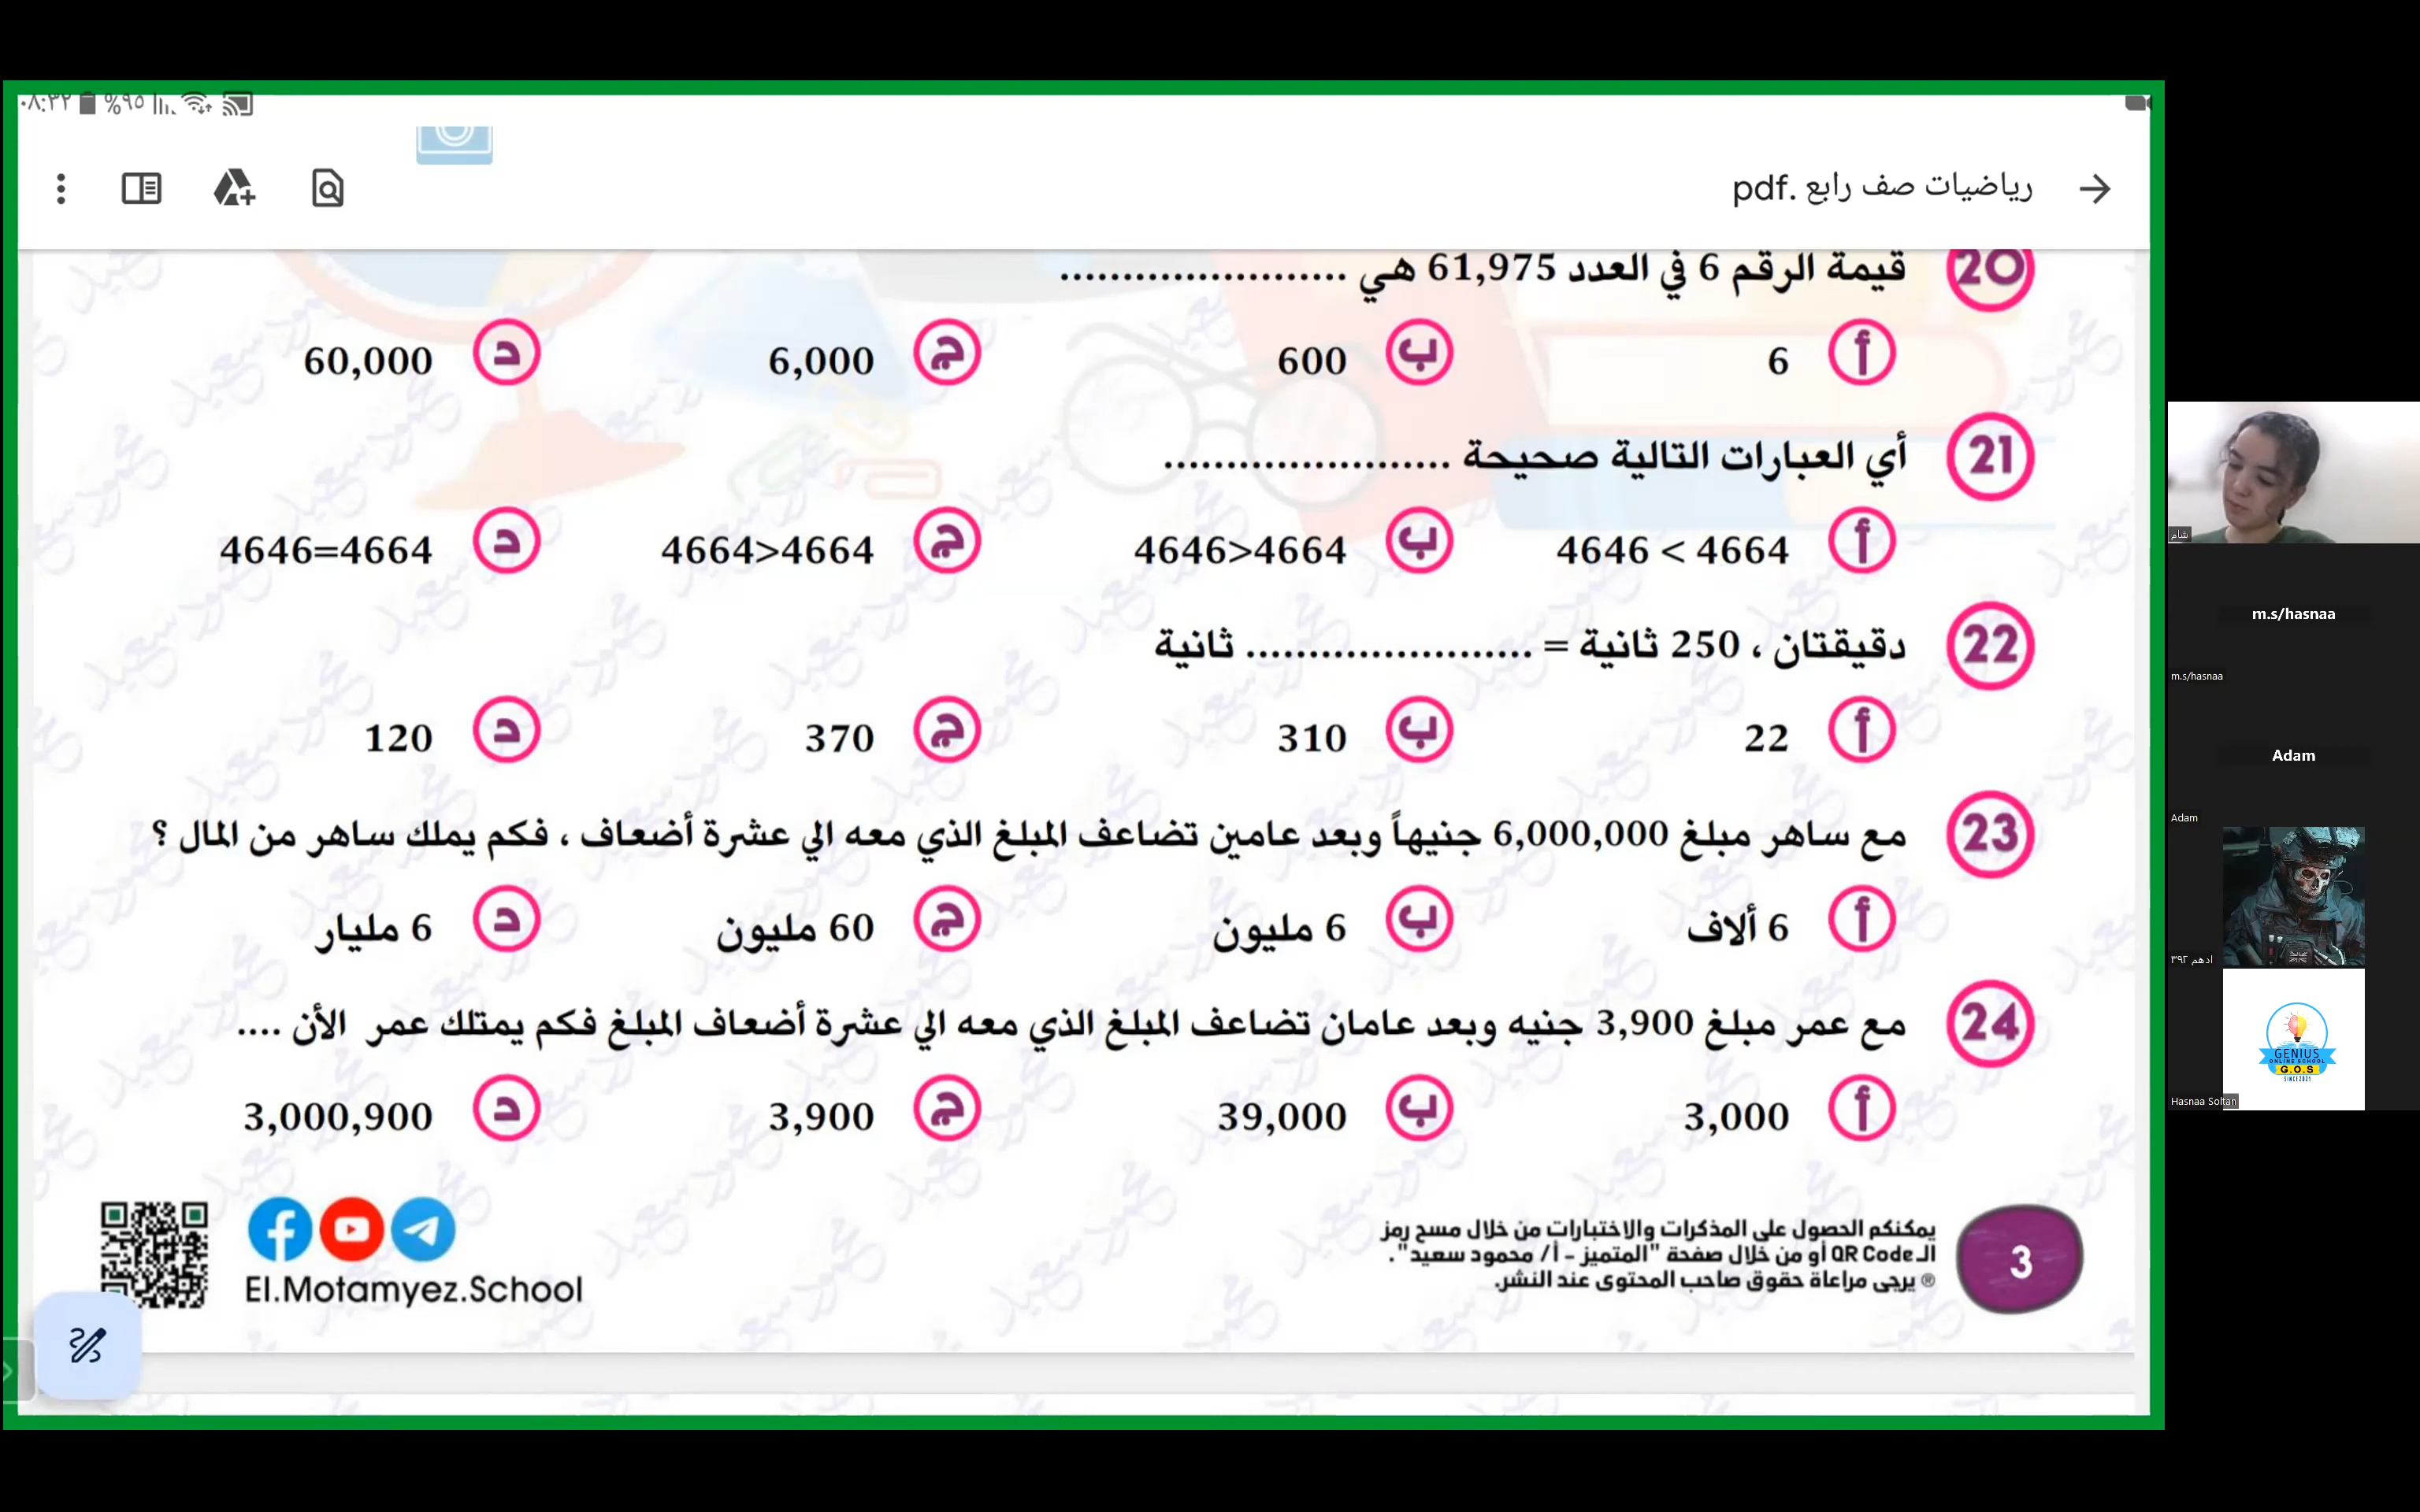 ٠٨:٣٢ %٩٥
رياضيات صف رابع .pdf
20 قيمة الرقم 6 في العدد 61,975 هي .......................
أ 6 ب 600 ج 6,000 د 60,000
21 أي العبارات التالية صحيحة .......................
أ 4646 < 4664 ب 4646>4664 ج 4664>4664 د 4646=4664
22 دقيقتان ، 250 ثانية = ....................... ثانية
أ 22 ب 310 ج 370 د 120
23 مع ساهر مبلغ 6,000,000 جنيهاً وبعد عامين تضاعف المبلغ الذي معه الي عشرة أضعاف ، فكم يملك ساهر من المال ؟
أ 6 ألاف ب 6 مليون ج 60 مليون د 6 مليار
24 مع عمر مبلغ 3,900 جنيه وبعد عامان تضاعف المبلغ الذي معه الي عشرة أضعاف المبلغ فكم يمتلك عمر الأن ....
أ 3,000 ب 39,000 ج 3,900 د 3,000,900
يمكنكم الحصول على المذكرات والاختبارات من خلال مسح رمز
الـ QR Code أو من خلال صفحة "المتميز - أ/ محمود سعيد".
® يرجى مراعاة حقوق صاحب المحتوى عند النشر.
3
El.Motamyez.School
شام
m.s/hasnaa
m.s/hasnaa
Adam
Adam
ادهم ٣٩٢
GENIUS
ONLINE SCHOOL
G.O.S
SINCE2021
Hasnaa Soltan